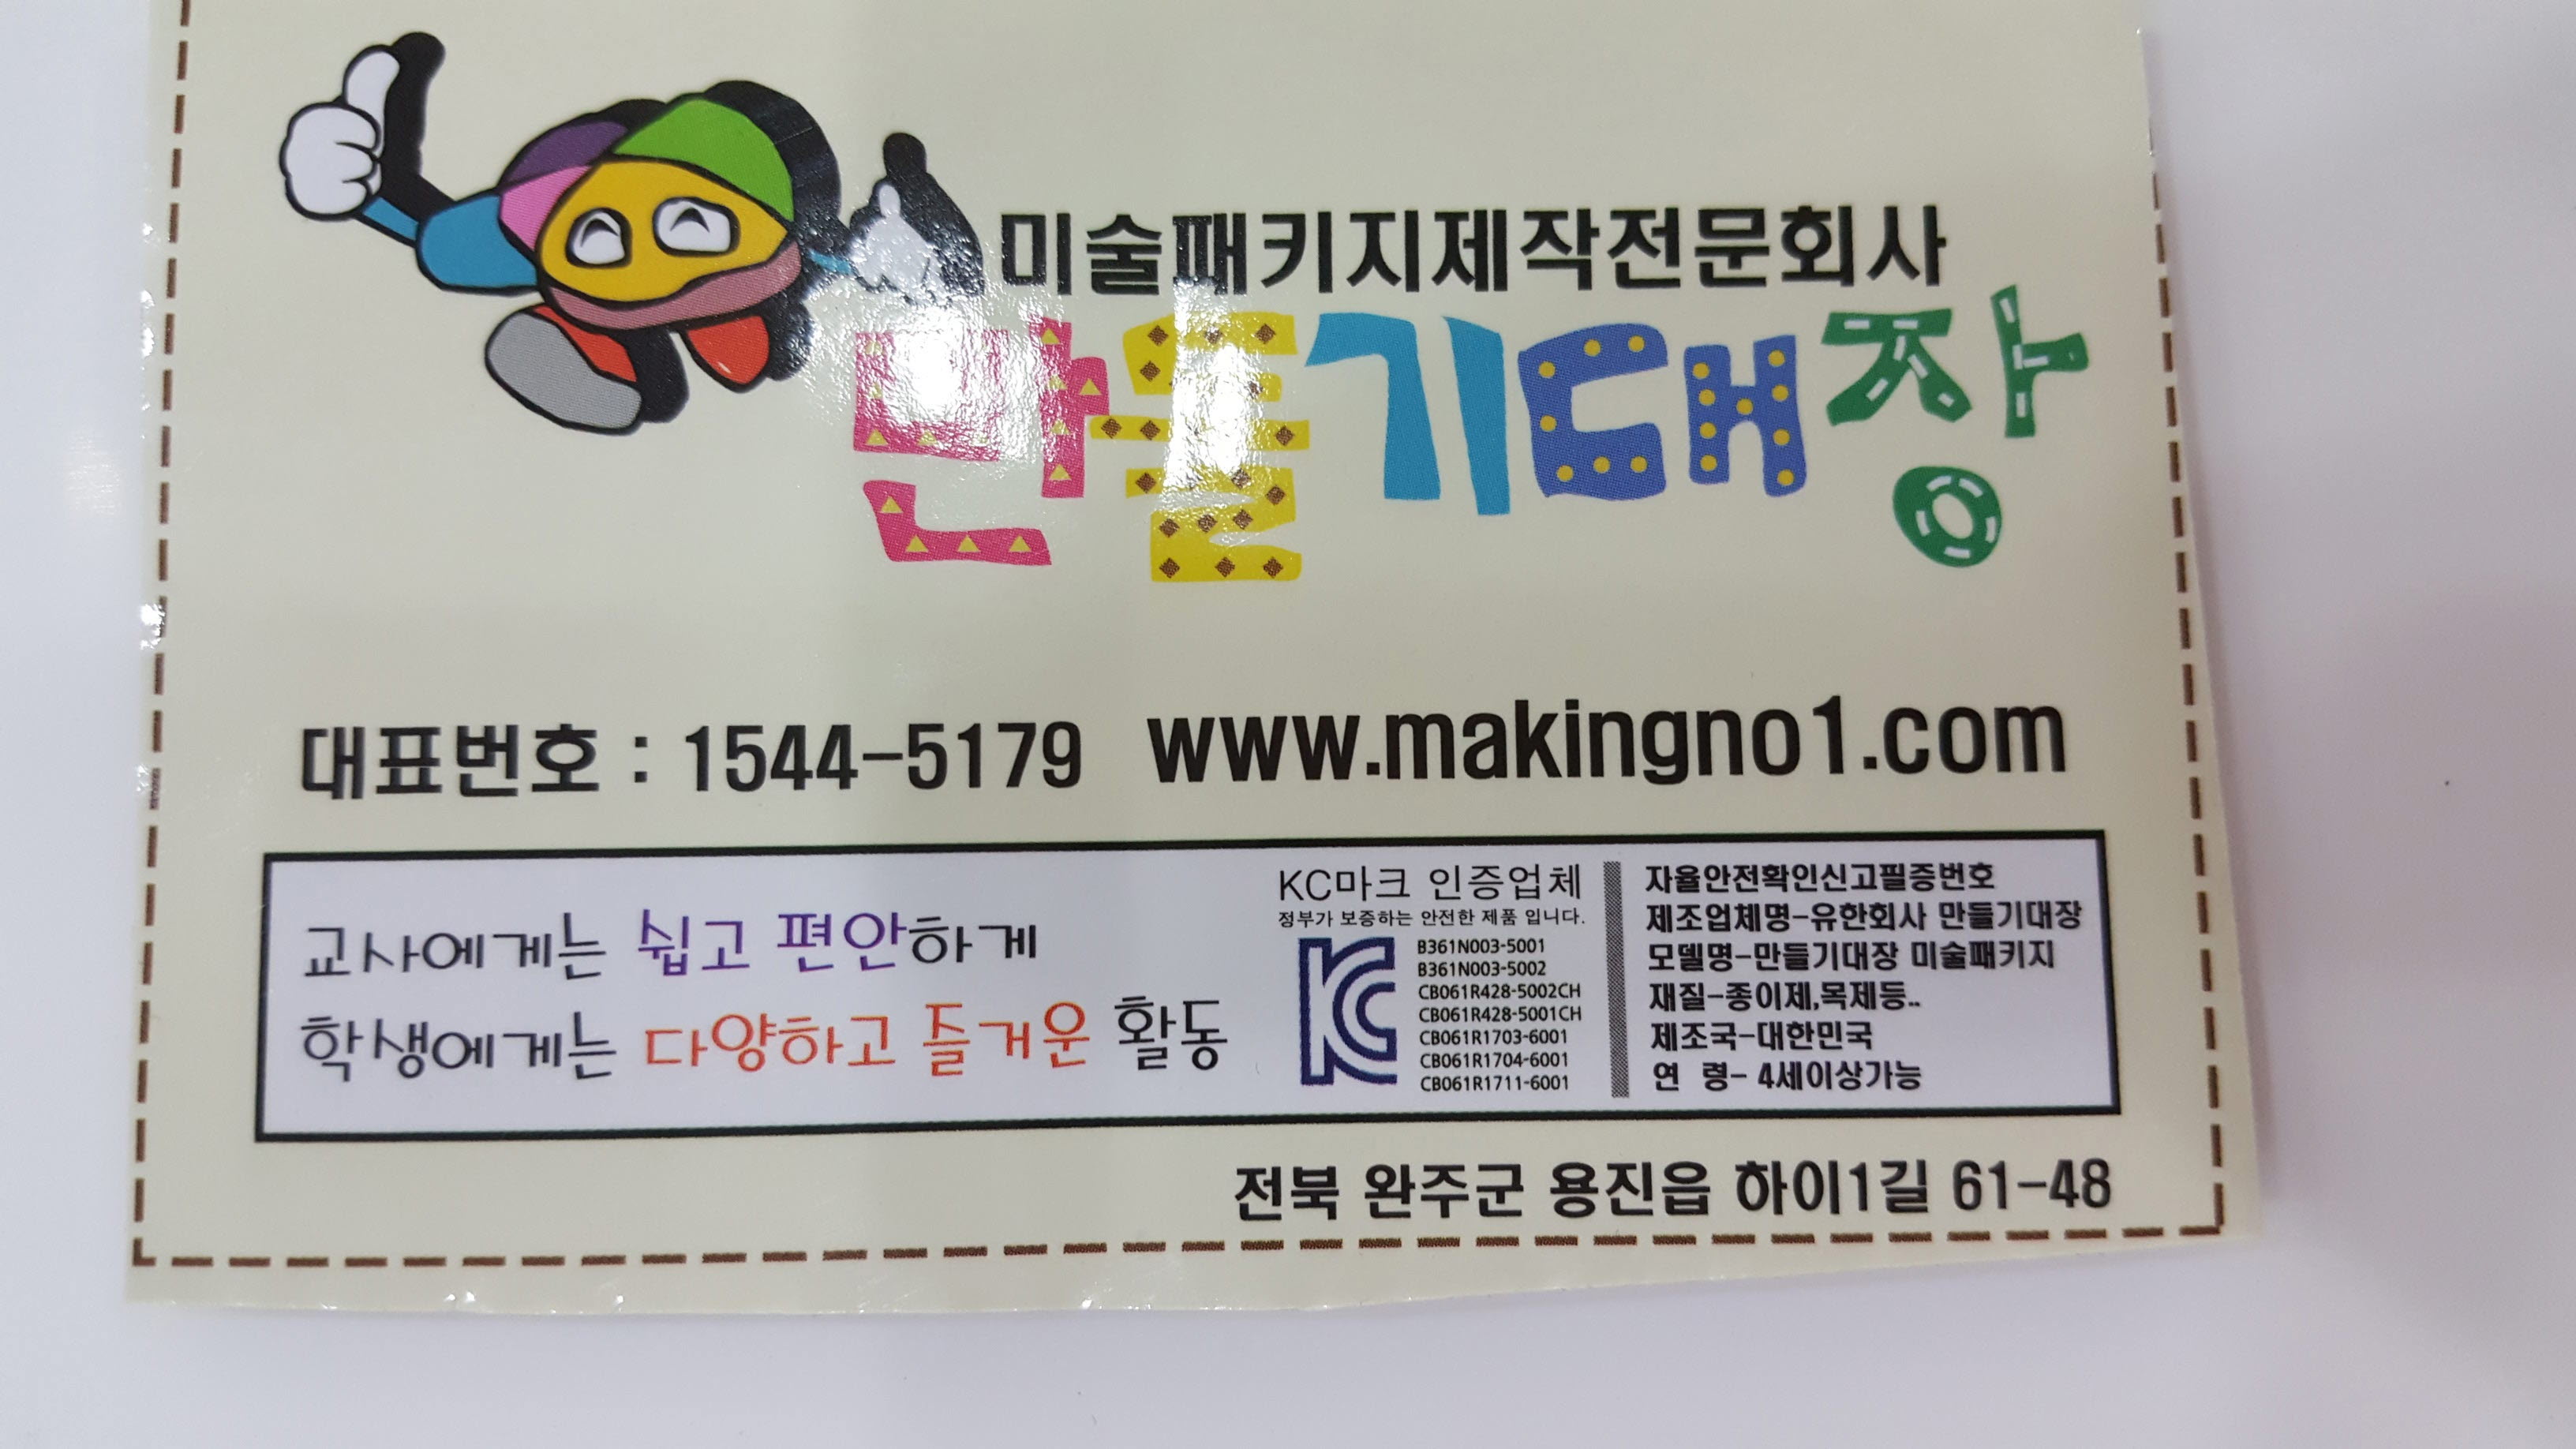 미술패키지제작전문회사
만들기대장
대표번호 : 1544-5179 www.makingno1.com
교사에게는 쉽고 편안하게
학생에게는 다양하고 즐거운 활동
KC마크 인증업체
정부가 보증하는 안전한 제품 입니다.
B361N003-5001
B361N003-5002
CB061R428-5002CH
CB061R428-5001CH
CB061R1703-6001
CB061R1704-6001
CB061R1711-6001
자율안전확인신고필증번호
제조업체명-유한회사 만들기대장
모델명-만들기대장 미술패키지
재질-종이제,목제등..
제조국-대한민국
연 령- 4세이상가능
전북 완주군 용진읍 하이1길 61-48